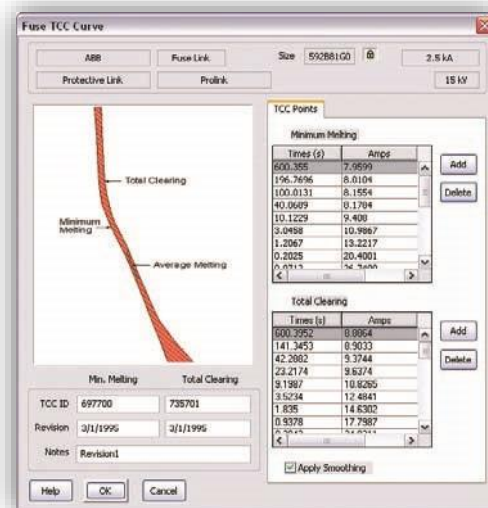 Fuse TCC Curve
ABB Fuse Link Size 592B81G0 2.5 kA
Protective Link Prolink 15 kV
Total Clearing
Minimum Melting
Average Melting
TCC Points
Minimum Melting
Times (s) Amps
600.355 7.9599
196.7696 8.0104
100.0131 8.1554
40.0609 8.1784
10.1229 9.408
3.0458 10.9867
1.2067 13.2217
0.2025 20.4001
Add
Delete
Total Clearing
Times (s) Amps
600.3952 8.8864
141.3453 8.9033
42.2882 9.3744
23.2174 9.6374
9.1987 10.8265
3.5234 12.4841
1.835 14.6302
0.9378 17.7987
Add
Delete
Apply Smoothing
Min. Melting Total Clearing
TCC ID 697700 735701
Revision 3/1/1995 3/1/1995
Notes Revision1
Help OK Cancel